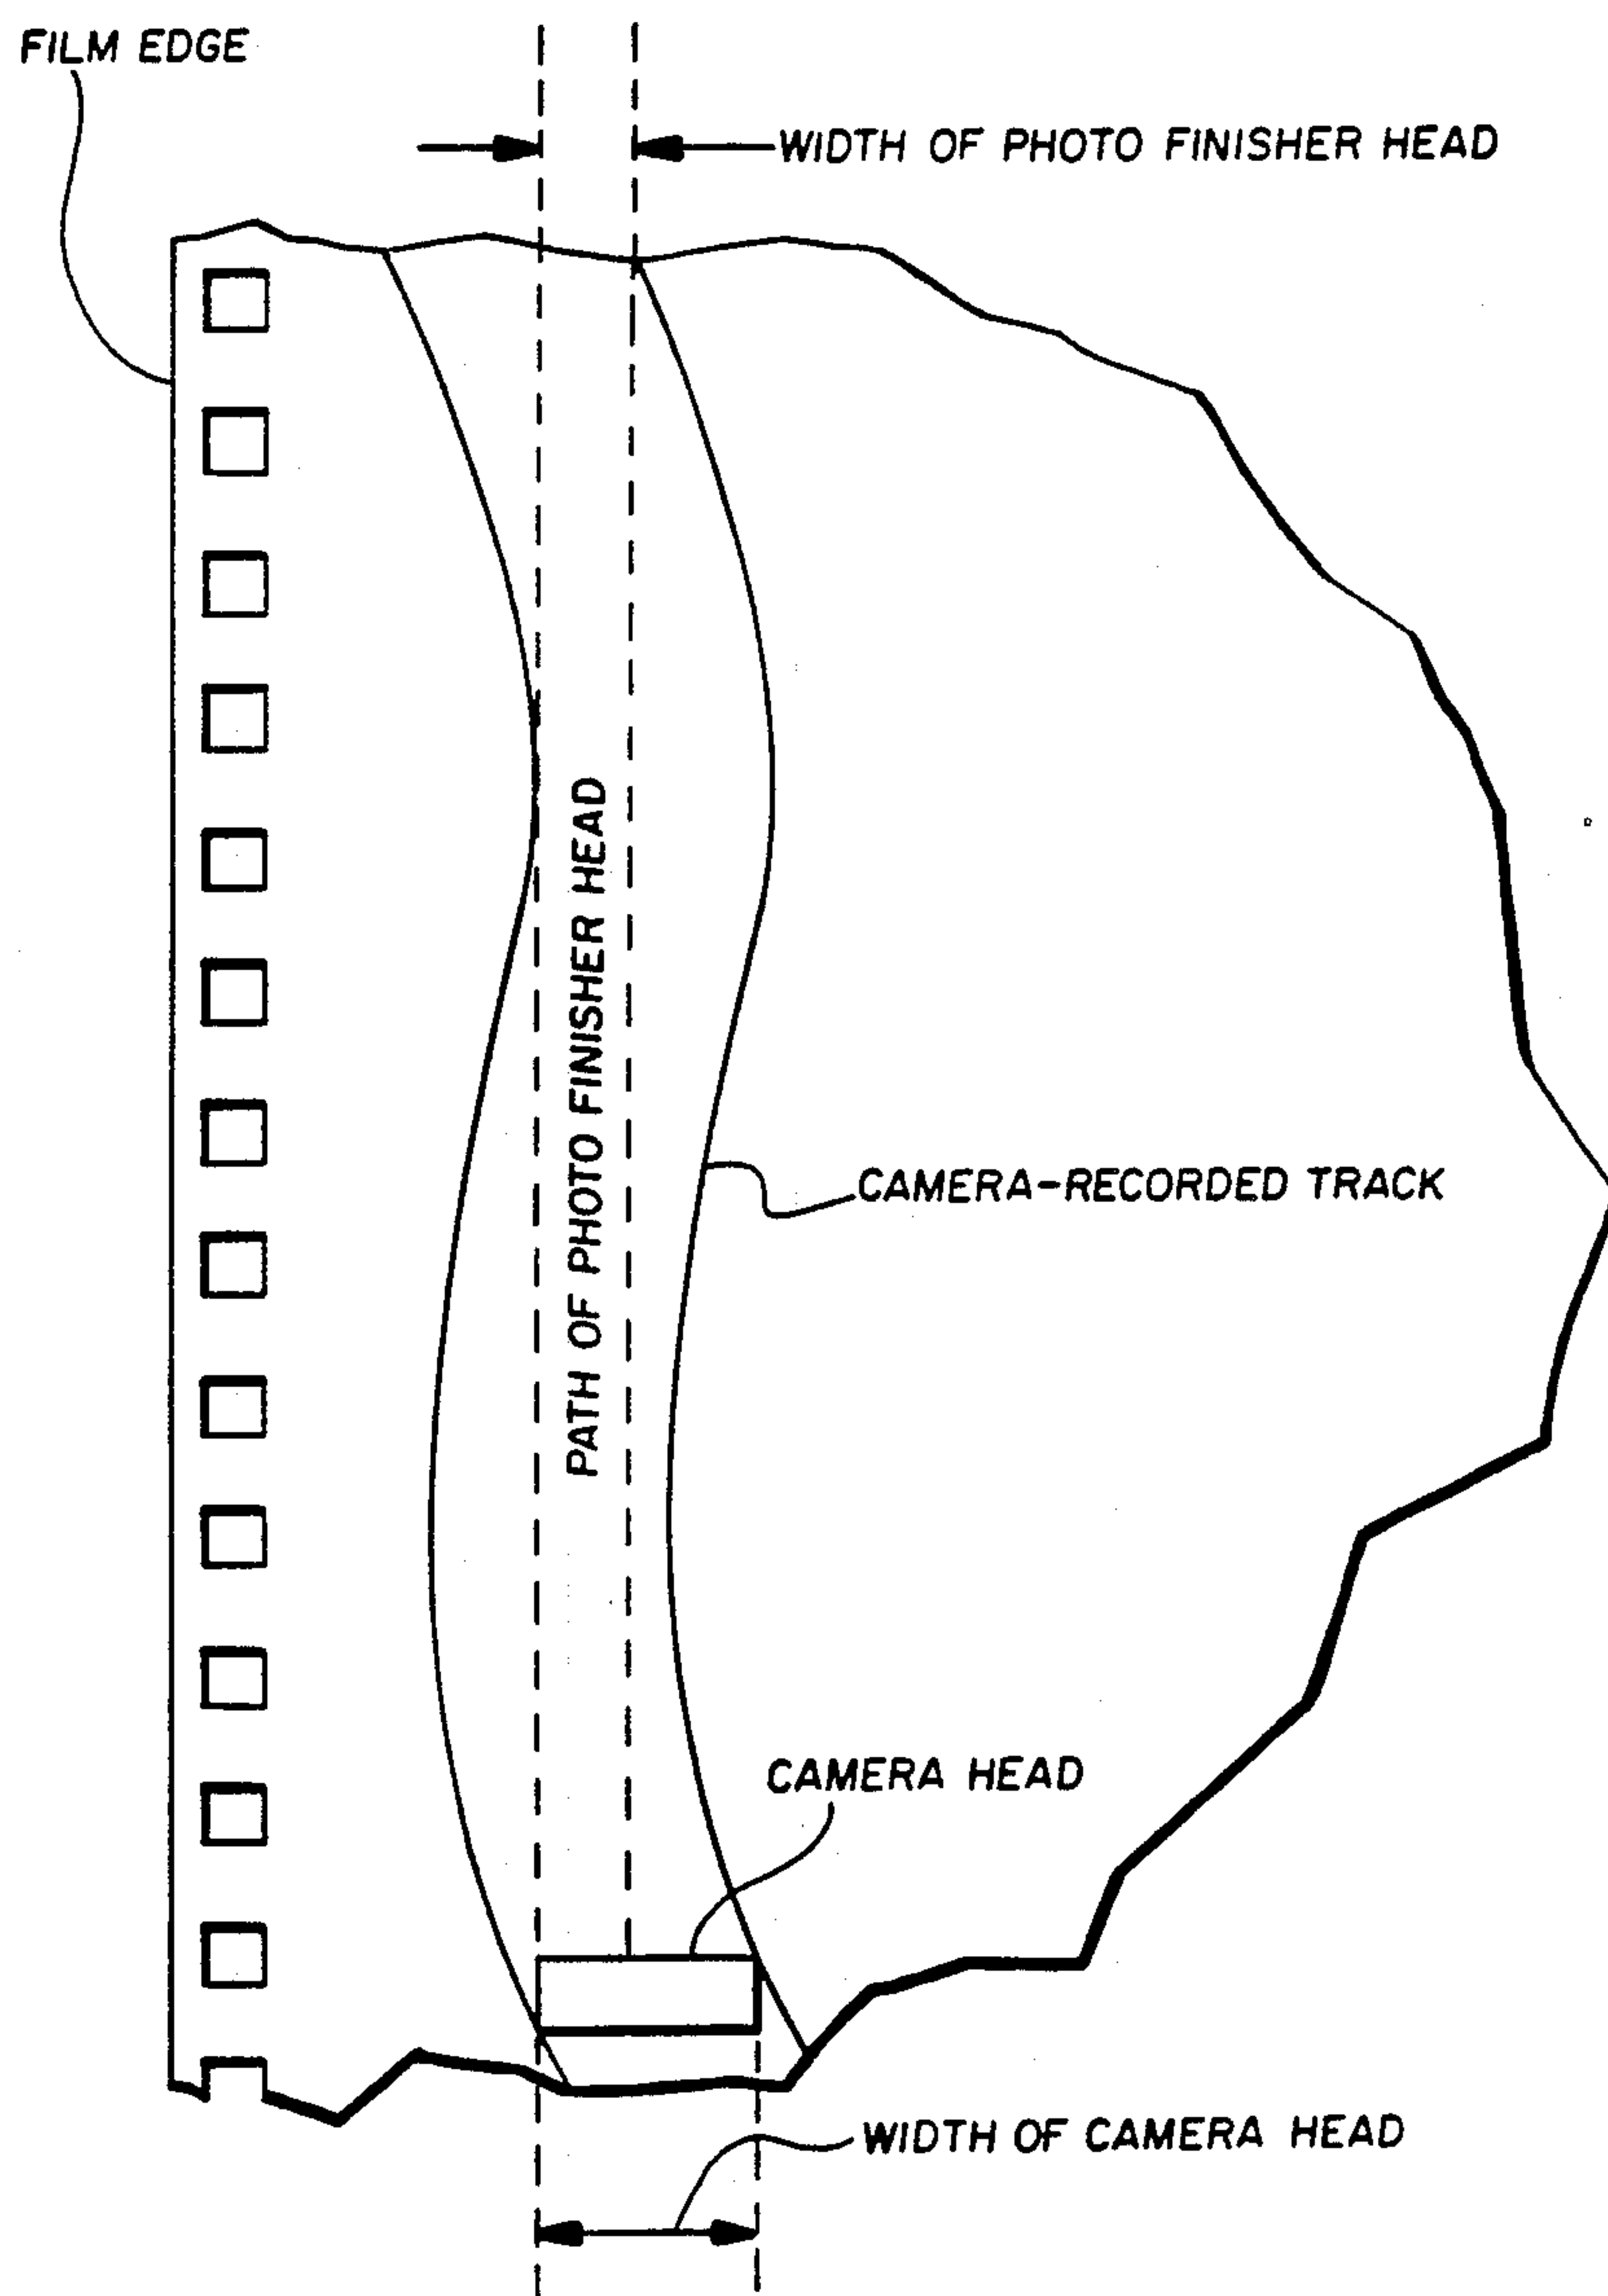 FILM EDGE
WIDTH OF PHOTO FINISHER HEAD
PATH OF PHOTO FINISHER HEAD
CAMERA-RECORDED TRACK
CAMERA HEAD
WIDTH OF CAMERA HEAD